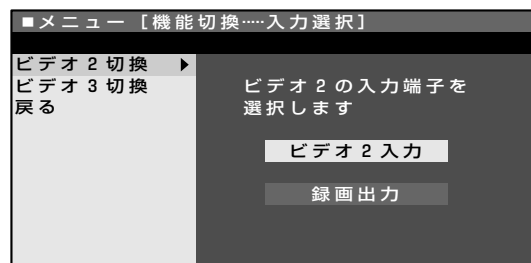 ■メニュー [機能切換……入力選択]
ビデオ2切換 ▶
ビデオ3切換
戻る
ビデオ2の入力端子を
選択します
ビデオ2入力
録画出力